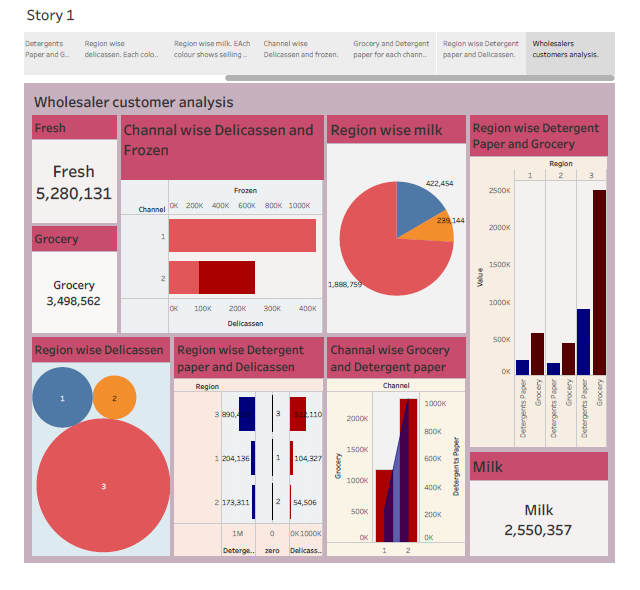 Story 1
Detergents
Paper and G..
Region wise
delicassen. Each colo..
Region wise milk. EAch
colour shows selling ..
Channel wise
Delicassen and frozen.
Grocery and Detergent
paper for each chann..
Region wise Detergent
paper and Delicassen.
Wholesalers
customers analysis.
Wholesaler customer analysis
Fresh
Fresh
5,280,131
Grocery
Grocery
3,498,562
Channal wise Delicassen and
Frozen
Frozen
Channel
0K 200K 400K 600K 800K 1000K
1
2
0K 100K 200K 300K 400K
Delicassen
Region wise milk
422,454
239,144
1,888,759
Region wise Detergent
Paper and Grocery
Region
1 2 3
2500K
2000K
1500K
1000K
500K
0K
Value
Detergents Paper
Grocery
Detergents Paper
Grocery
Detergents Paper
Grocery
Region wise Delicassen
1
2
3
Region wise Detergent
paper and Delicassen
Region
3 3
1 204,136 1 104,327
2 173,311 2 54,506
1M 0 0K 1000K
Deterge.. zero Delicass..
Channel wise Grocery
and Detergent paper
Channel
2000K
1500K
1000K
500K
0K
Grocery
1000K
800K
600K
400K
200K
0K
Detergents Paper
1 2
Milk
Milk
2,550,357